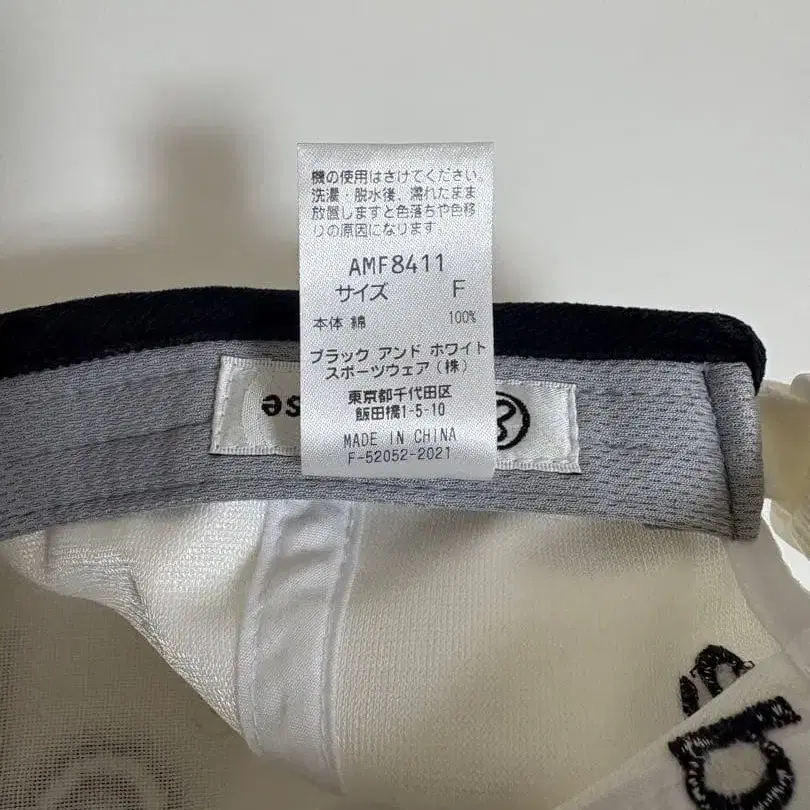 機の使用はさけてください。
洗濯・脱水後、濡れたまま
放置しますと色落ちや色移
りの原因になります。
AMF8411
サイズ F
本体 綿 100%
ブラック アンド ホワイト
スポーツウェア(株)
東京都千代田区
飯田橋1-5-10
MADE IN CHINA
F-52052-2021
se